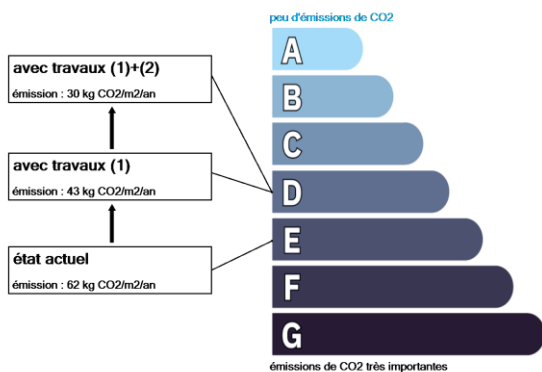 peu d'émissions de CO2
A
B
C
D
E
F
G
émissions de CO2 très importantes
avec travaux (1)+(2)
émission : 30 kg CO2/m2/an
avec travaux (1)
émission : 43 kg CO2/m2/an
état actuel
émission : 62 kg CO2/m2/an